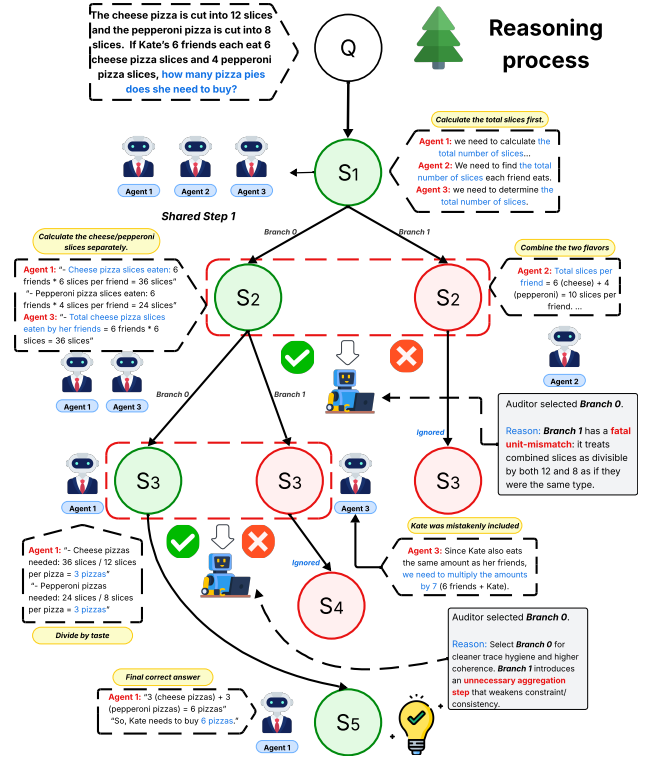 The cheese pizza is cut into 12 slices
and the pepperoni pizza is cut into 8
slices. If Kate's 6 friends each eat 6
cheese pizza slices and 4 pepperoni
pizza slices, how many pizza pies
does she need to buy?
Q
Reasoning
process
Calculate the total slices first.
Agent 1: we need to calculate the
total number of slices...
Agent 2: We need to find the total
number of slices each friend eats.
Agent 3: we need to determine the
total number of slices.
S1
Agent 1
Agent 2
Agent 3
Shared Step 1
Branch 0
Branch 1
Calculate the cheese/pepperoni
slices separately.
Agent 1: "- Cheese pizza slices eaten: 6
friends * 6 slices per friend = 36 slices"
"- Pepperoni pizza slices eaten: 6
friends * 4 slices per friend = 24 slices"
Agent 3: "- Total cheese pizza slices
eaten by her friends = 6 friends * 6
slices = 36 slices"
Agent 1
Agent 3
S2
S2
Combine the two flavors
Agent 2: Total slices per
friend = 6 (cheese) + 4
(pepperoni) = 10 slices per
friend. ...
Agent 2
Branch 0
Branch 1
Ignored
Auditor selected Branch 0.
Reason: Branch 1 has a fatal
unit-mismatch: it treats
combined slices as divisible
by both 12 and 8 as if they
were the same type.
Agent 1
S3
S3
Agent 3
S3
Kate was mistakenly included
Agent 3: Since Kate also eats
the same amount as her friends,
we need to multiply the amounts
by 7 (6 friends + Kate).
Agent 1: "- Cheese pizzas
needed: 36 slices / 12 slices
per pizza = 3 pizzas"
"- Pepperoni pizzas
needed: 24 slices / 8 slices
per pizza = 3 pizzas"
Divide by taste
Ignored
S4
Auditor selected Branch 0.
Reason: Select Branch 0 for
cleaner trace hygiene and higher
coherence. Branch 1 introduces
an unnecessary aggregation
step that weakens constraint/
consistency.
Final correct answer
Agent 1: "3 (cheese pizzas) + 3
(pepperoni pizzas) = 6 pizzas"
"So, Kate needs to buy 6 pizzas."
Agent 1
S5